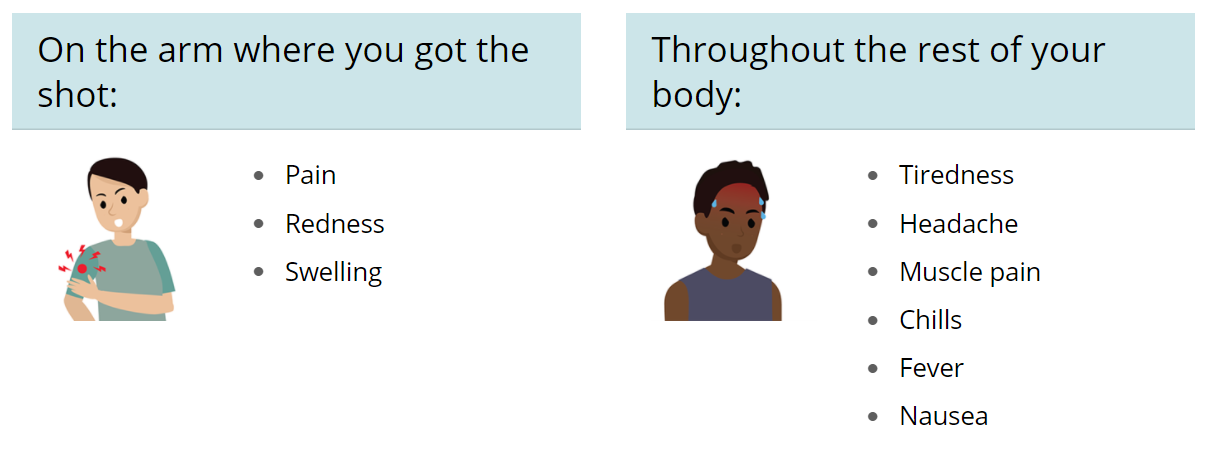 On the arm where you got the
shot:
Pain
Redness
Swelling
Throughout the rest of your
body:
Tiredness
Headache
Muscle pain
Chills
Fever
Nausea